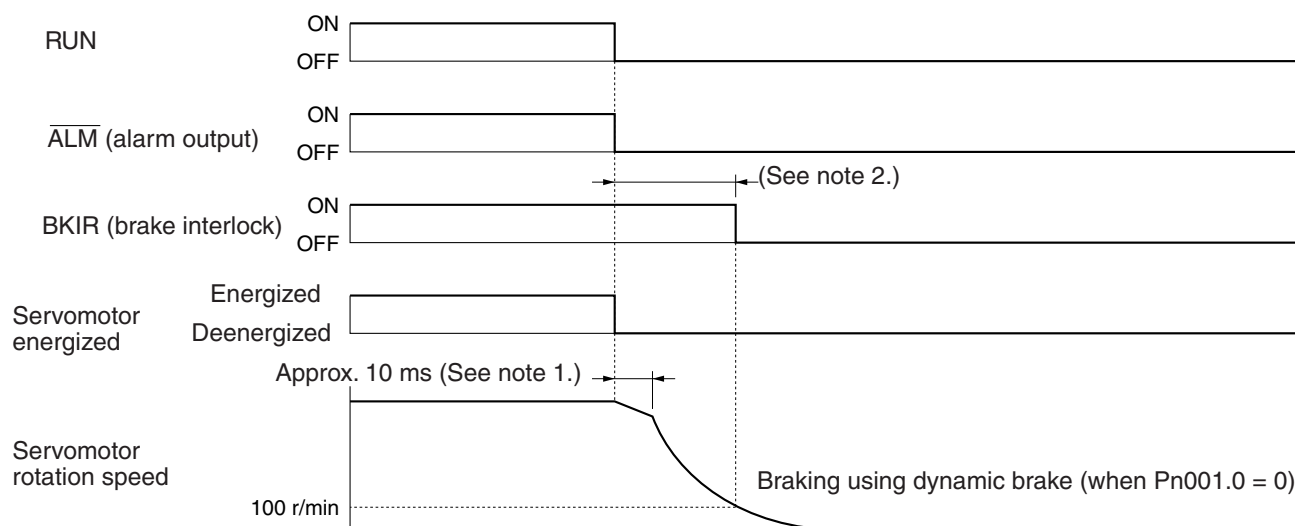 RUN
ON
OFF
ALM (alarm output)
ON
OFF
(See note 2.)
BKIR (brake interlock)
ON
OFF
Servomotor
energized
Energized
Deenergized
Approx. 10 ms (See note 1.)
Servomotor
rotation speed
Braking using dynamic brake (when Pn001.0 = 0)
100 r/min